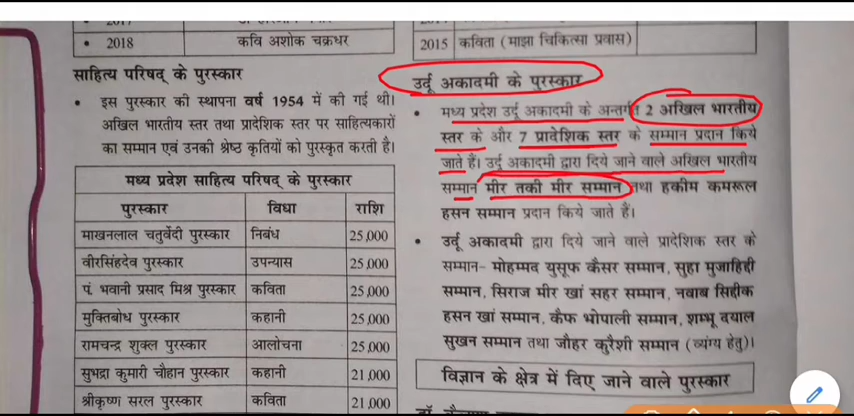 2018 कवि अशोक चक्रधर
साहित्य परिषद् के पुरस्कार
• इस पुरस्कार की स्थापना वर्ष 1954 में की गई थी।
अखिल भारतीय स्तर तथा प्रादेशिक स्तर पर साहित्यकारों
का सम्मान एवं उनकी श्रेष्ठ कृतियों को पुरस्कृत करती है।
मध्य प्रदेश साहित्य परिषद् के पुरस्कार
पुरस्कार विधा राशि
माखनलाल चतुर्वेदी पुरस्कार निबंध 25,000
वीरसिंहदेव पुरस्कार उपन्यास 25,000
पं. भवानी प्रसाद मिश्र पुरस्कार कविता 25,000
मुक्तिबोध पुरस्कार कहानी 25,000
रामचन्द्र शुक्ल पुरस्कार आलोचना 25,000
सुभद्रा कुमारी चौहान पुरस्कार कहानी 21,000
श्रीकृष्ण सरल पुरस्कार कविता 21,000
2015 कविता (माझा चिकित्सा प्रवास)
उर्दू अकादमी के पुरस्कार
• मध्य प्रदेश उर्दू अकादमी के अन्तर्गत 2 अखिल भारतीय
स्तर के और 7 प्रादेशिक स्तर के सम्मान प्रदान किये
जाते हैं। उर्दू अकादमी द्वारा दिये जाने वाले अखिल भारतीय
सम्मान मीर तकी मीर सम्मान तथा हकीम कमरूल
हसन सम्मान प्रदान किये जाते हैं।
• उर्दू अकादमी द्वारा दिये जाने वाले प्रादेशिक स्तर के
सम्मान- मोहम्मद युसूफ कैसर सम्मान, सुहा मुजाहिदी
सम्मान, सिराज मीर खां सहर सम्मान, नवाब सिद्दीक
हसन खां सम्मान, कैफ भोपाली सम्मान, शम्भू दयाल
सुखन सम्मान तथा जौहर कुरैशी सम्मान (व्यंग्य हेतु)।
विज्ञान के क्षेत्र में दिए जाने वाले पुरस्कार